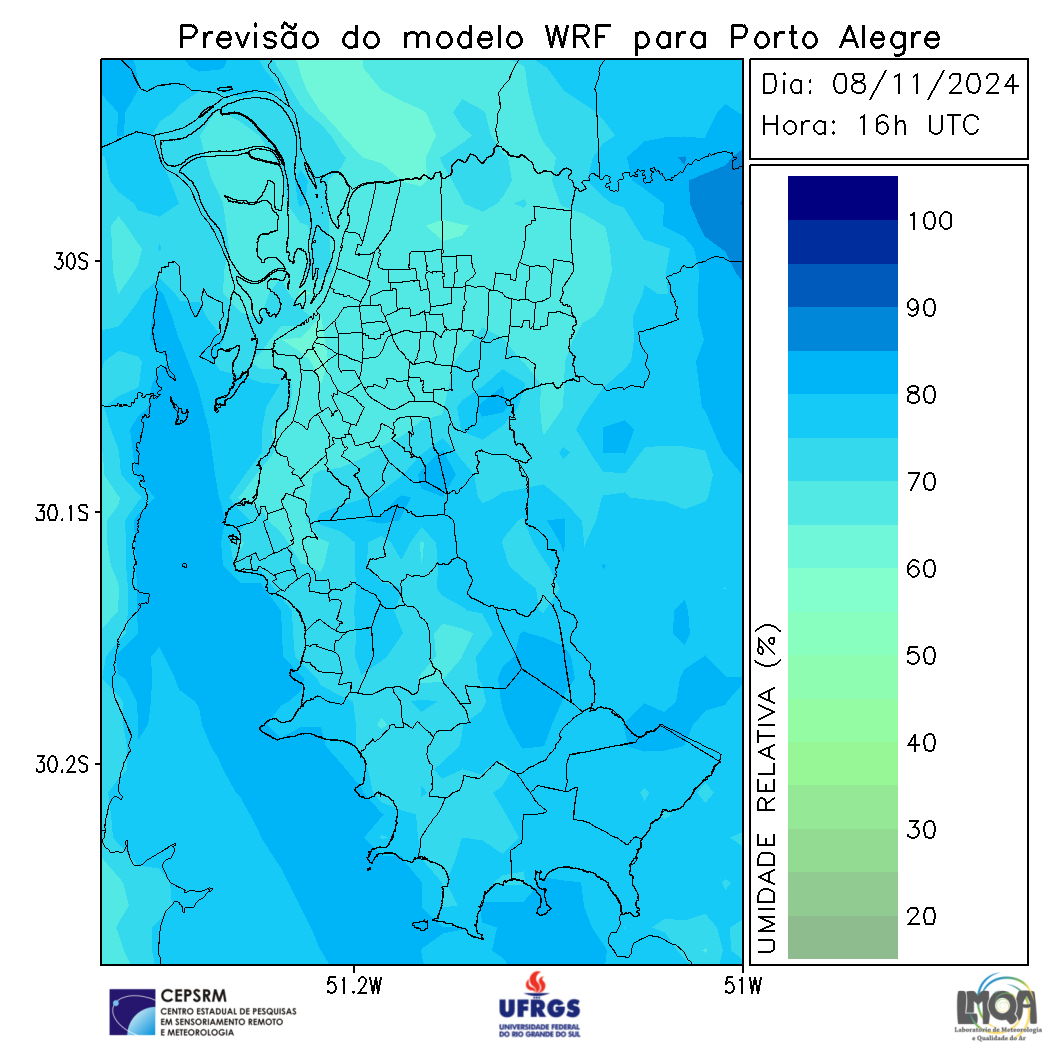 Previsão do modelo WRF para Porto Alegre
Dia: 08/11/2024
Hora: 16h UTC
30S
30.1S
30.2S
51.2W
51W
100
90
80
70
60
50
40
30
20
UMIDADE RELATIVA (%)
CEPSRM
CENTRO ESTADUAL DE PESQUISAS
EM SENSORIAMENTO REMOTO
E METEOROLOGIA
UFRGS
UNIVERSIDADE FEDERAL
DO RIO GRANDE DO SUL
LMQA
Laboratório de Meteorologia
e Qualidade do Ar